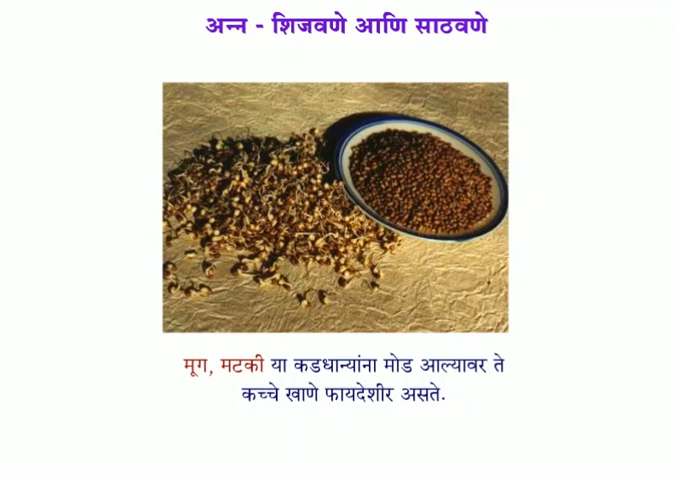 अन्न - शिजवणे आणि साठवणे
मूग, मटकी या कडधान्यांना मोड आल्यावर ते
कच्चे खाणे फायदेशीर असते.